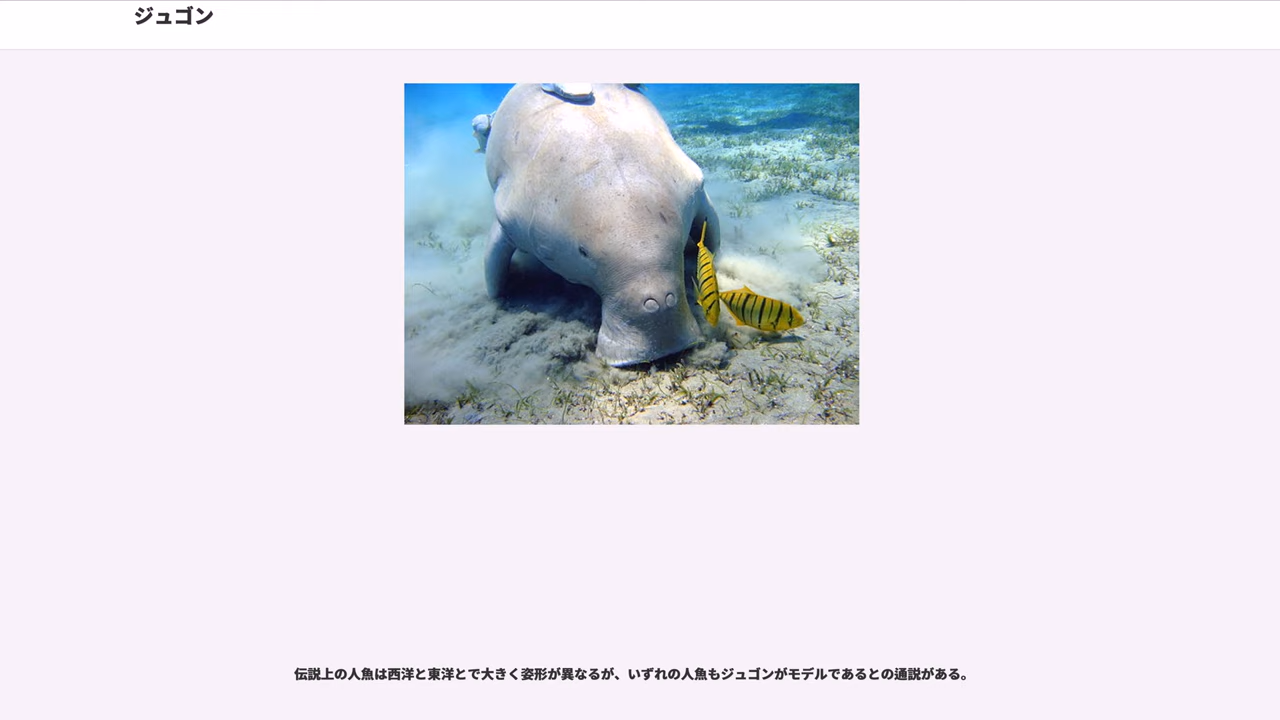 ジュゴン
伝説上の人魚は西洋と東洋とで大きく姿形が異なるが、いずれの人魚もジュゴンがモデルであるとの通説がある。